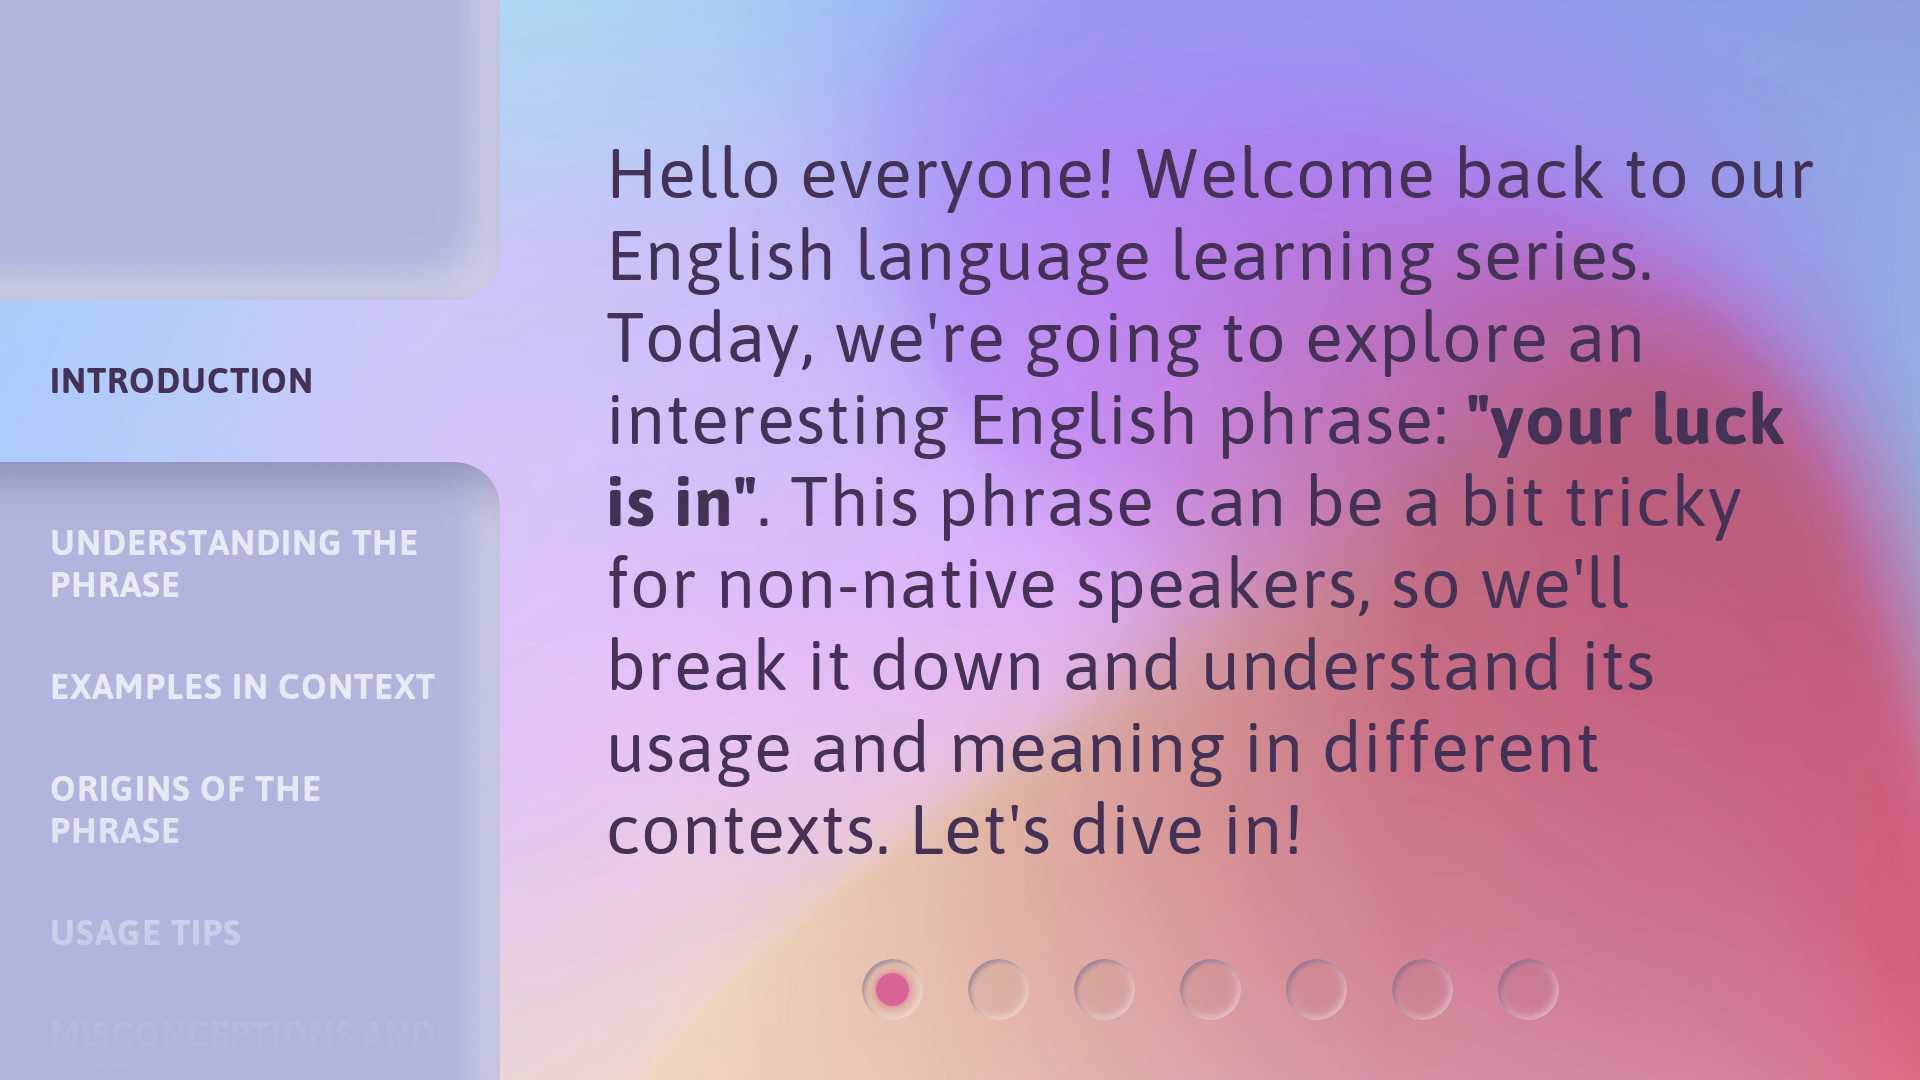 INTRODUCTION
UNDERSTANDING THE
PHRASE
EXAMPLES IN CONTEXT
ORIGINS OF THE
PHRASE
USAGE TIPS
MISCONCEPTIONS AND
Hello everyone! Welcome back to our
English language learning series.
Today, we're going to explore an
interesting English phrase: "your luck
is in". This phrase can be a bit tricky
for non-native speakers, so we'll
break it down and understand its
usage and meaning in different
contexts. Let's dive in!